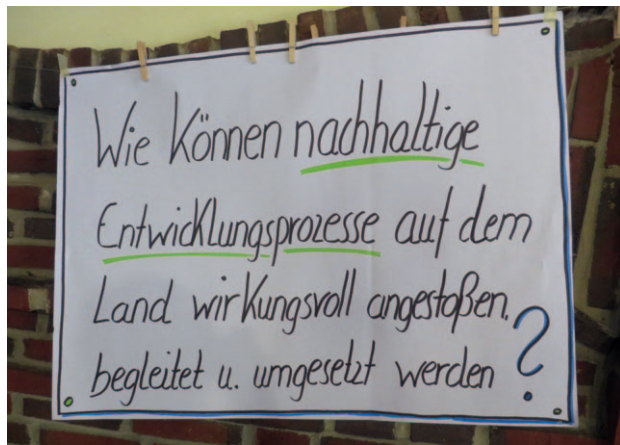 Wie können nachhaltige
Entwicklungsprozesse auf dem
Land wirkungsvoll angestoßen,
begleitet u. umgesetzt werden ?